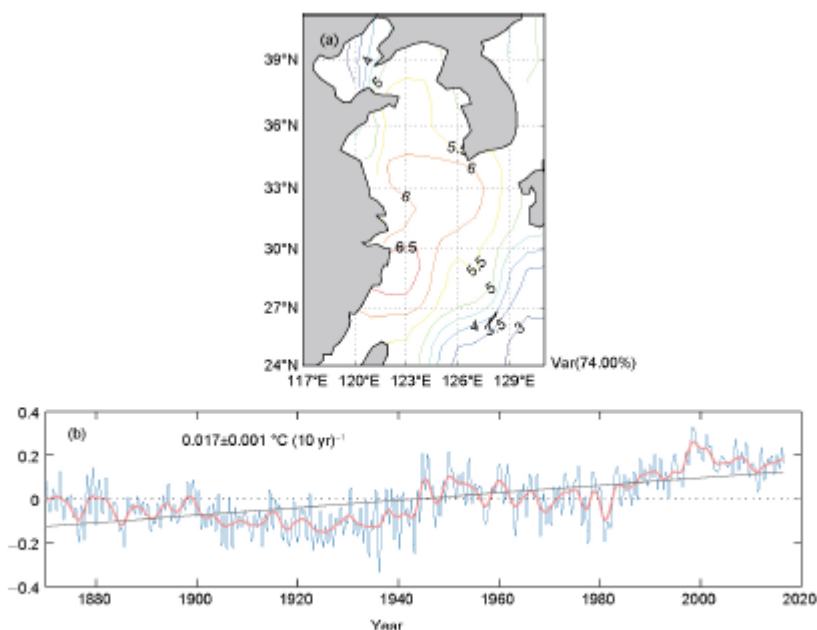 (a)
39°N
36°N
33°N
30°N
27°N
24°N
4
6
5.5
6
6
6.5
5.5
5
4
3.5
3
117°E 120°E 123°E 126°E 129°E
Var(74.00%)
(b)
0.017±0.001 °C (10 yr)⁻¹
0.4
0.2
0
−0.2
−0.4
1880 1900 1920 1940 1960 1980 2000 2020
Year